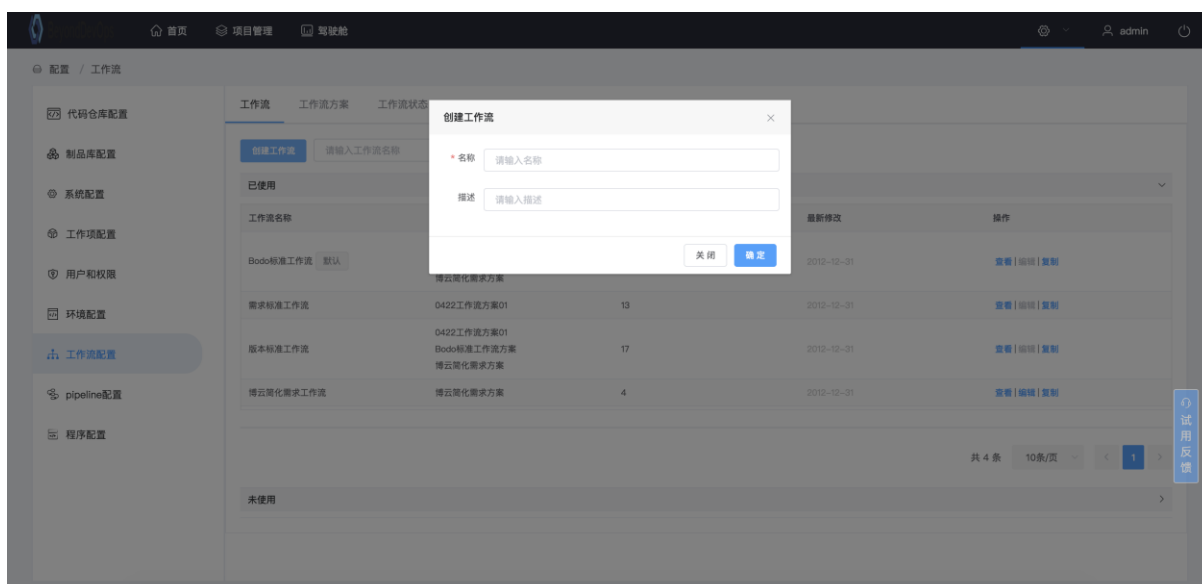 首页 项目管理 驾驶舱 admin
配置 / 工作流
代码仓库配置
制品库配置
系统配置
工作项配置
用户和权限
环境配置
工作流配置
pipeline配置
程序配置
工作流 工作流方案 工作流状态
创建工作流 请输入工作流名称
已使用
工作流名称 最新修改 操作
Bodo标准工作流 默认 博云简化需求方案 2012-12-31 查看 | 编辑 | 复制
需求标准工作流 0422工作流方案01 13 2012-12-31 查看 | 编辑 | 复制
0422工作流方案01
版本标准工作流 Bodo标准工作流方案 17 2012-12-31 查看 | 编辑 | 复制
博云简化需求方案
博云简化需求工作流 博云简化需求方案 4 2012-12-31 查看 | 编辑 | 复制
共 4 条 10条/页 < 1 >
未使用
创建工作流 ×
* 名称 请输入名称
描述 请输入描述
关闭 确定
试用反馈